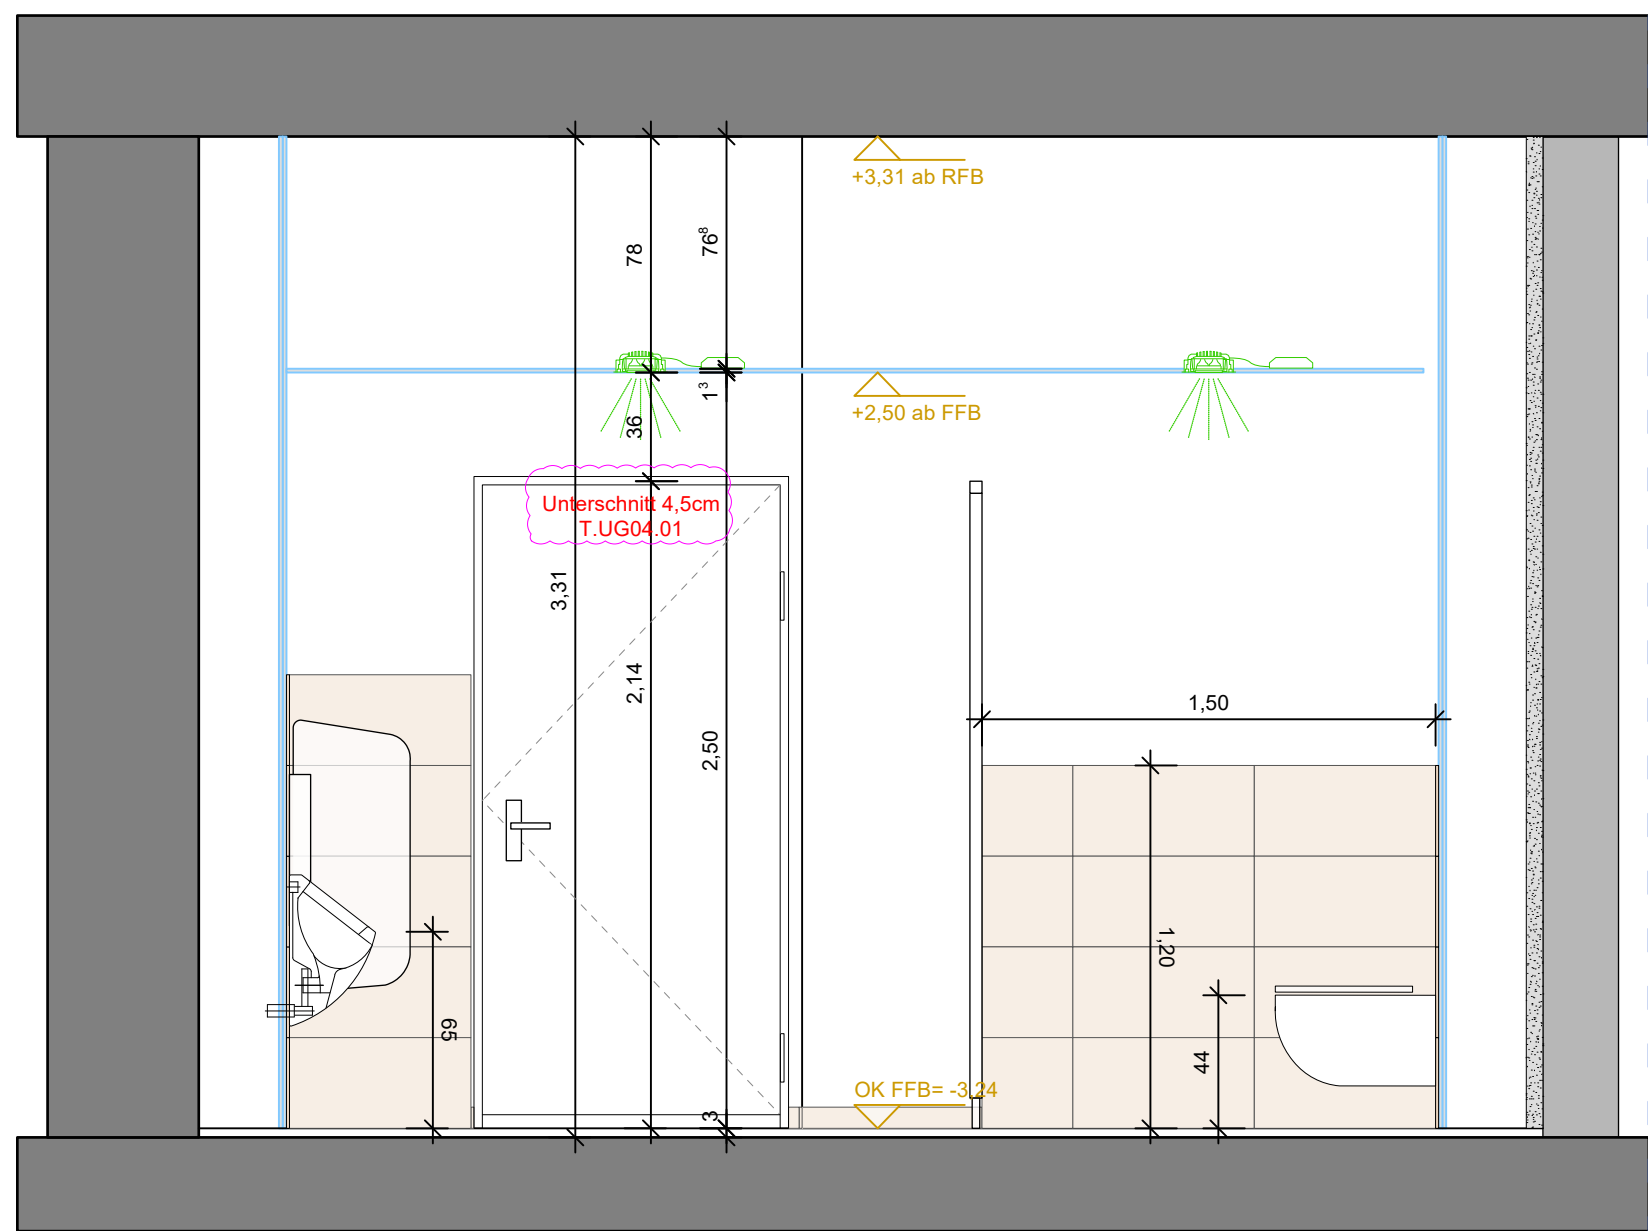 +3,31 ab RFB
78
76⁸
1³
+2,50 ab FFB
36
Unterschnitt 4,5cm
T.UG04.01
3,31
2,14
2,50
1,50
1,20
65
44
OK FFB= -3,24
3